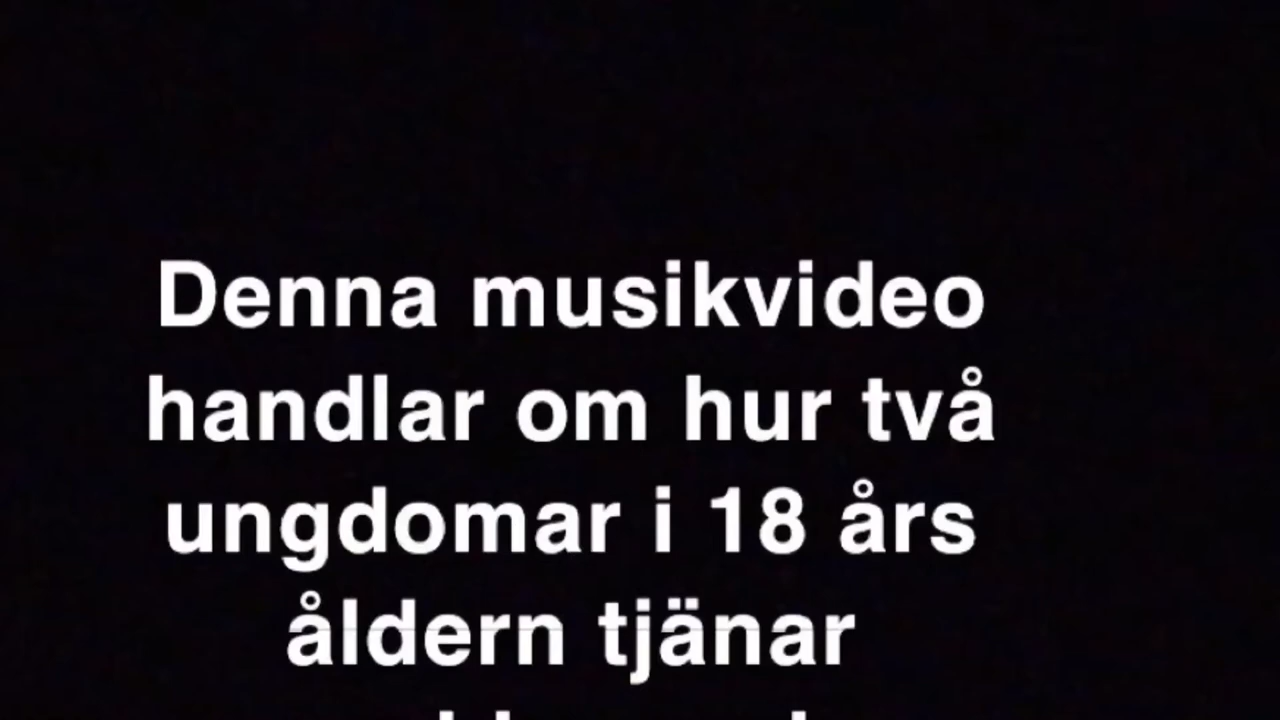 Denna musikvideo
handlar om hur två
ungdomar i 18 års
åldern tjänar